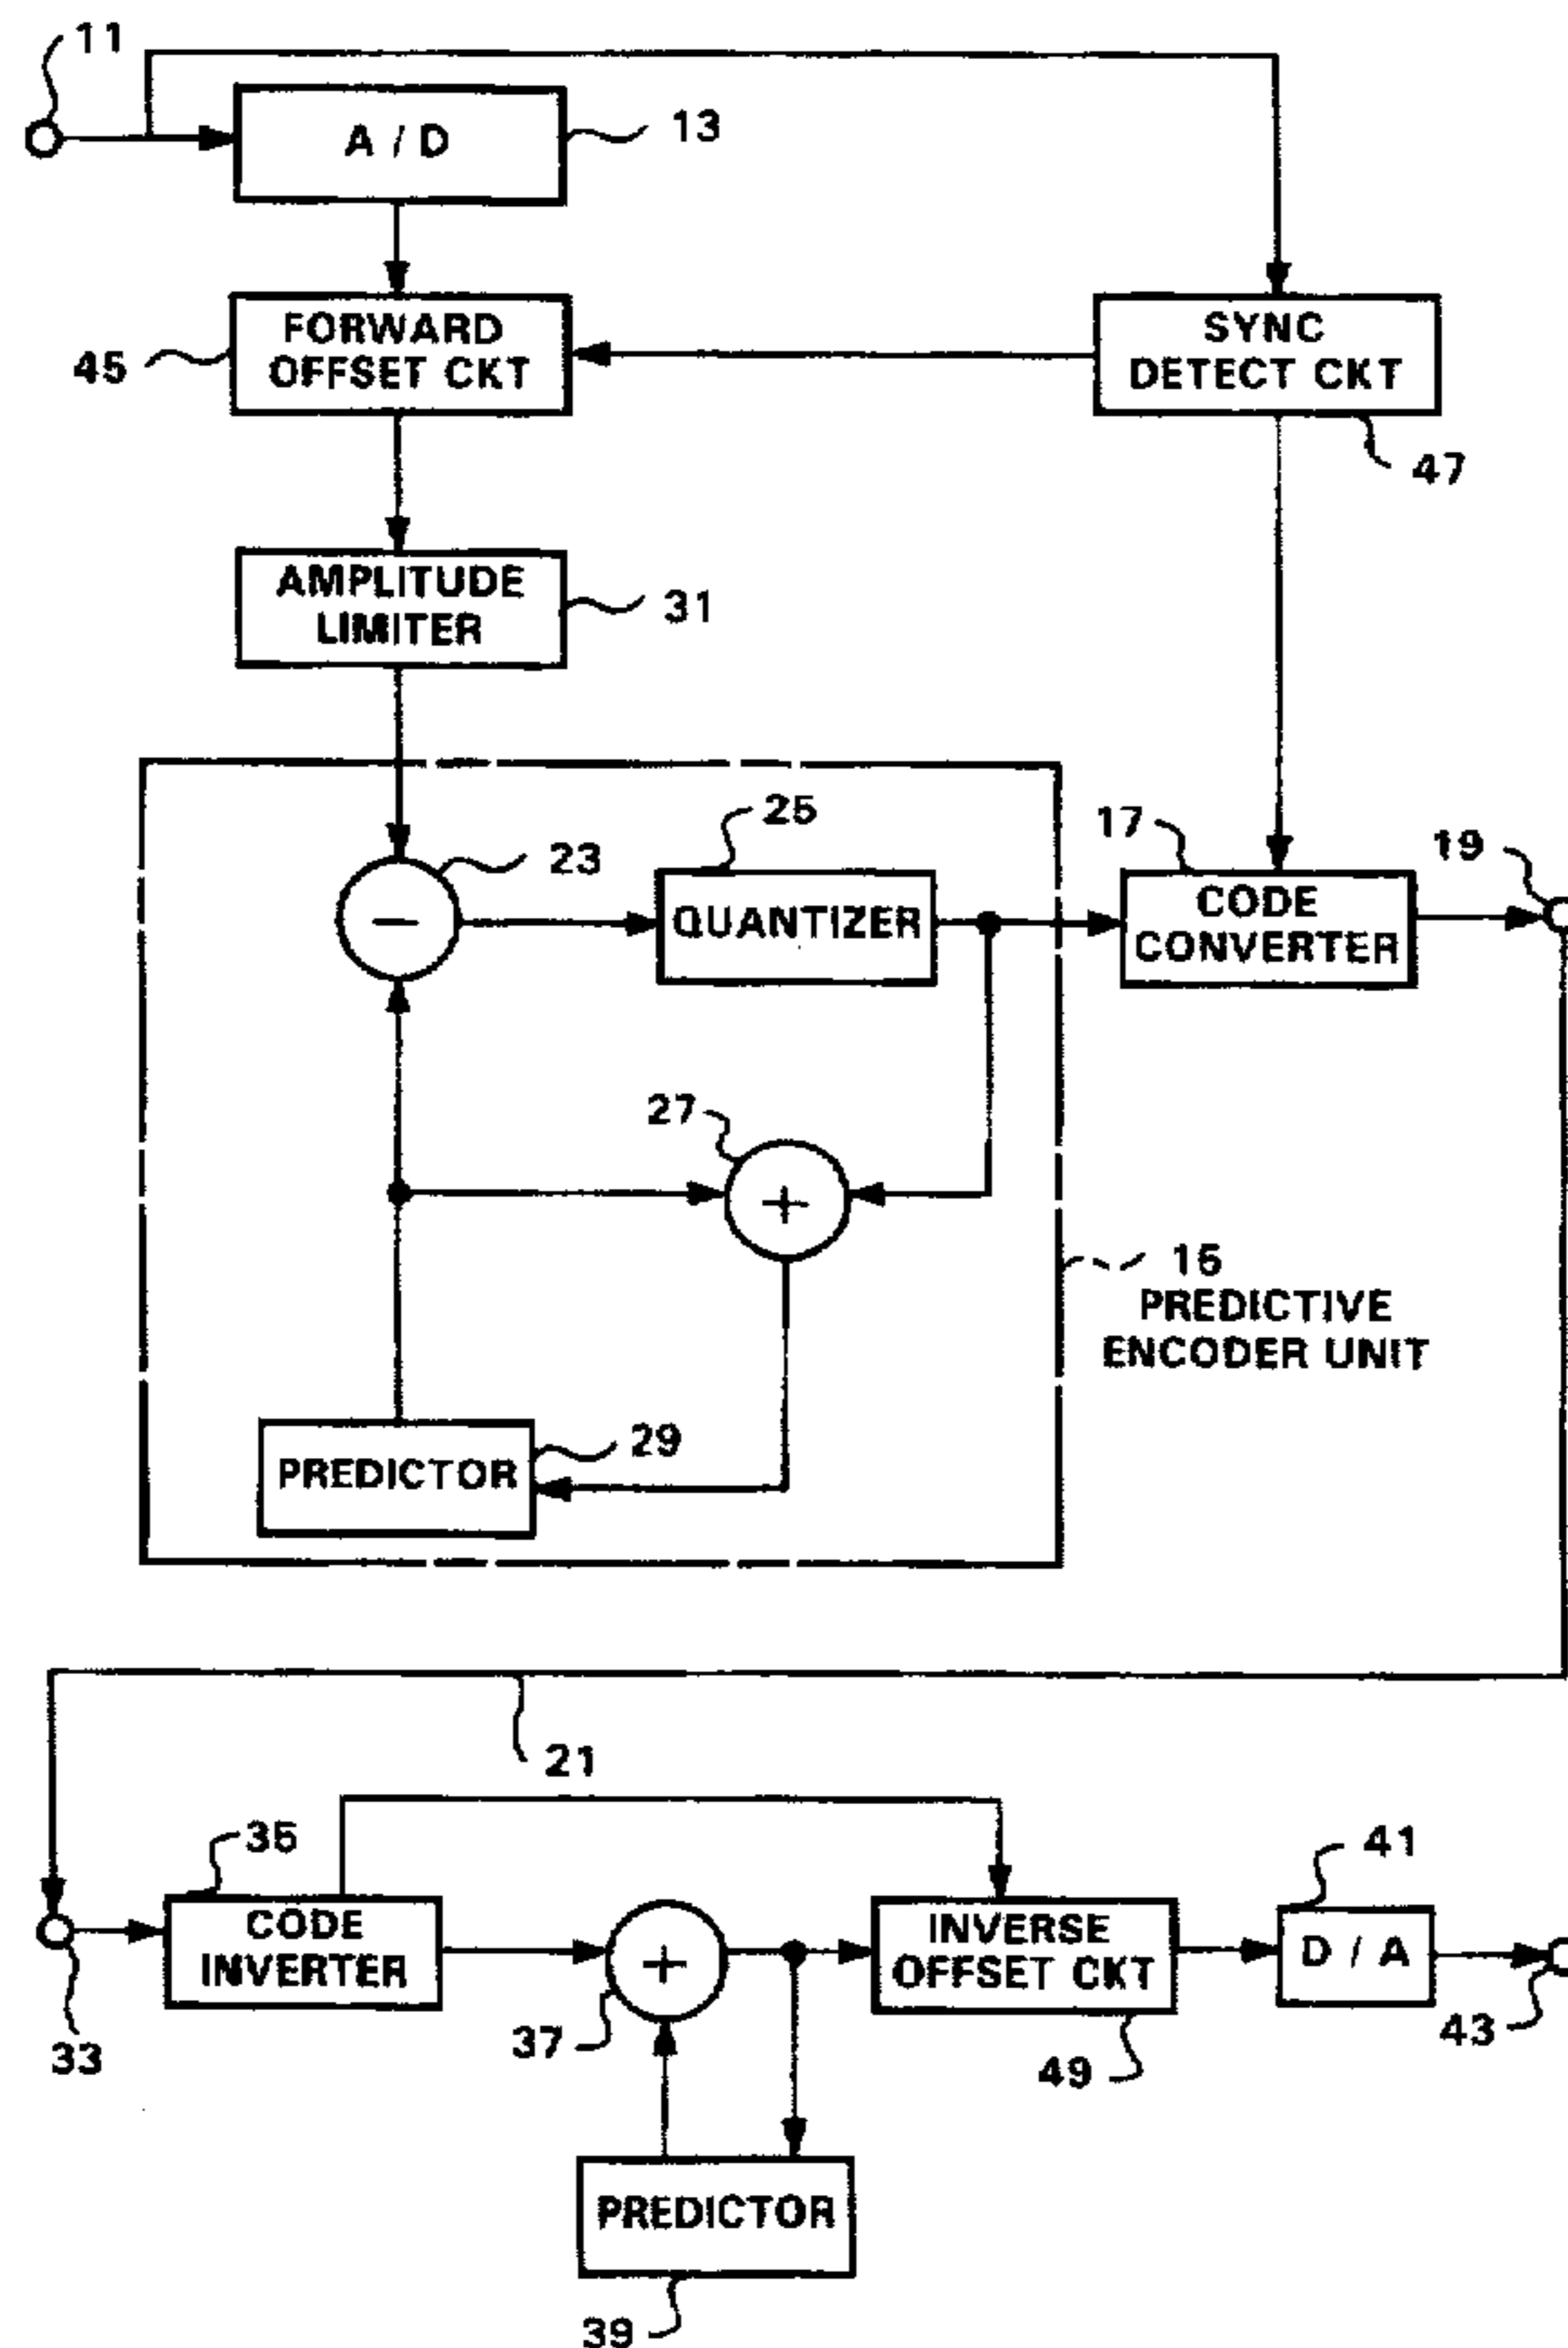 11
A / D
13
FORWARD
OFFSET CKT
45
SYNC
DETECT CKT
47
AMPLITUDE
LIMITER
31
25
23
QUANTIZER
17
CODE
CONVERTER
19
27
+
15
PREDICTIVE
ENCODER UNIT
29
PREDICTOR
21
35
CODE
INVERTER
33
+
37
INVERSE
OFFSET CKT
49
41
D / A
43
PREDICTOR
39